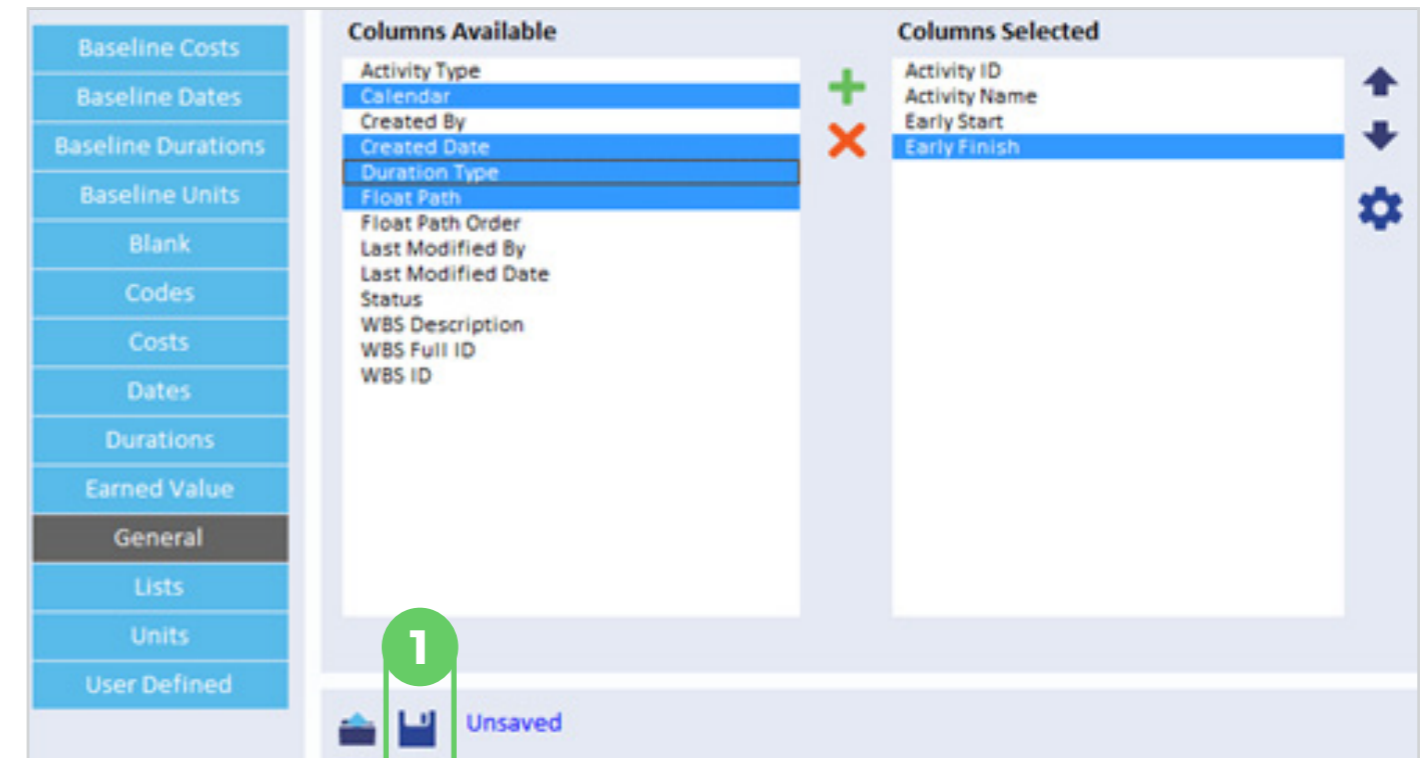 Baseline Costs
Baseline Dates
Baseline Durations
Baseline Units
Blank
Codes
Costs
Dates
Durations
Earned Value
General
Lists
Units
User Defined
Columns Available
Activity Type
Calendar
Created By
Created Date
Duration Type
Float Path
Float Path Order
Last Modified By
Last Modified Date
Status
WBS Description
WBS Full ID
WBS ID
Columns Selected
Activity ID
Activity Name
Early Start
Early Finish
1
Unsaved